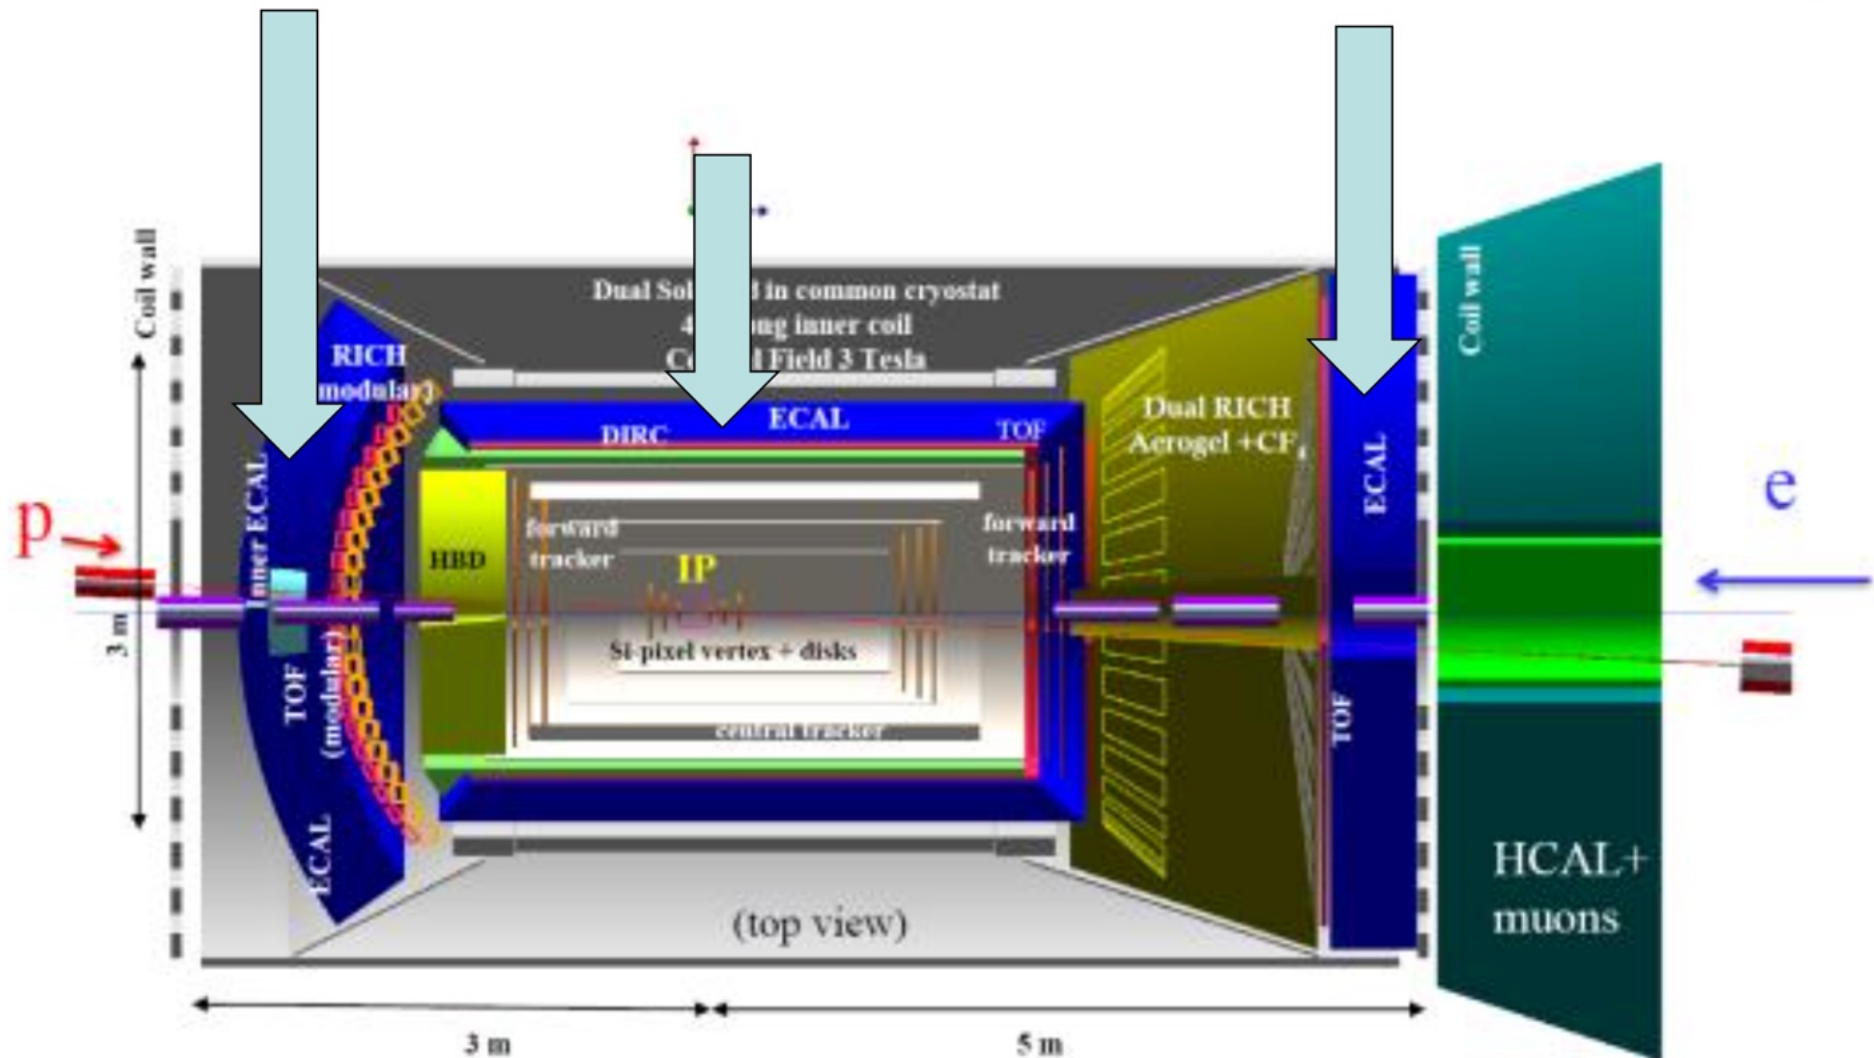 Coil wall
Dual Sol d in common cryostat
4 ong inner coil
Ce l Field 3 Tesla
Coil wall
RICH
(modular)
ECAL
DIRC
TOF
Dual RICH
Aerogel +CF4
ECAL
Inner ECAL
p
e
forward
tracker
forward
tracker
HBD
IP
Si-pixel vertex + disks
3 m
TOF
(modular)
TOF
central tracker
ECAL
HCAL+
muons
(top view)
3 m
5 m